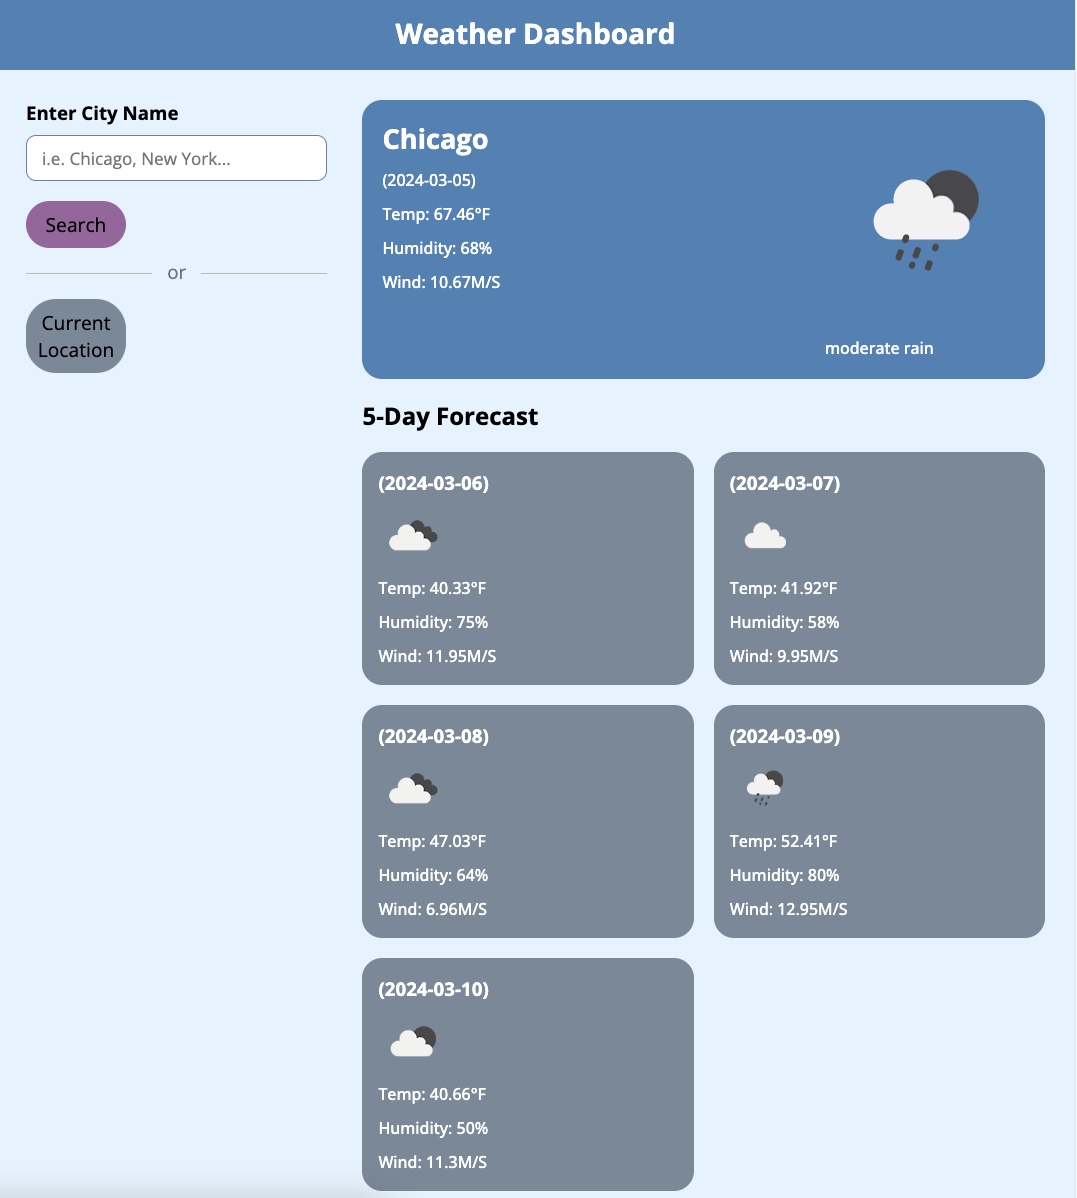 Weather Dashboard
Enter City Name
i.e. Chicago, New York...
Search
or
Current
Location
Chicago
(2024-03-05)
Temp: 67.46°F
Humidity: 68%
Wind: 10.67M/S
moderate rain
5-Day Forecast
(2024-03-06)
Temp: 40.33°F
Humidity: 75%
Wind: 11.95M/S
(2024-03-07)
Temp: 41.92°F
Humidity: 58%
Wind: 9.95M/S
(2024-03-08)
Temp: 47.03°F
Humidity: 64%
Wind: 6.96M/S
(2024-03-09)
Temp: 52.41°F
Humidity: 80%
Wind: 12.95M/S
(2024-03-10)
Temp: 40.66°F
Humidity: 50%
Wind: 11.3M/S